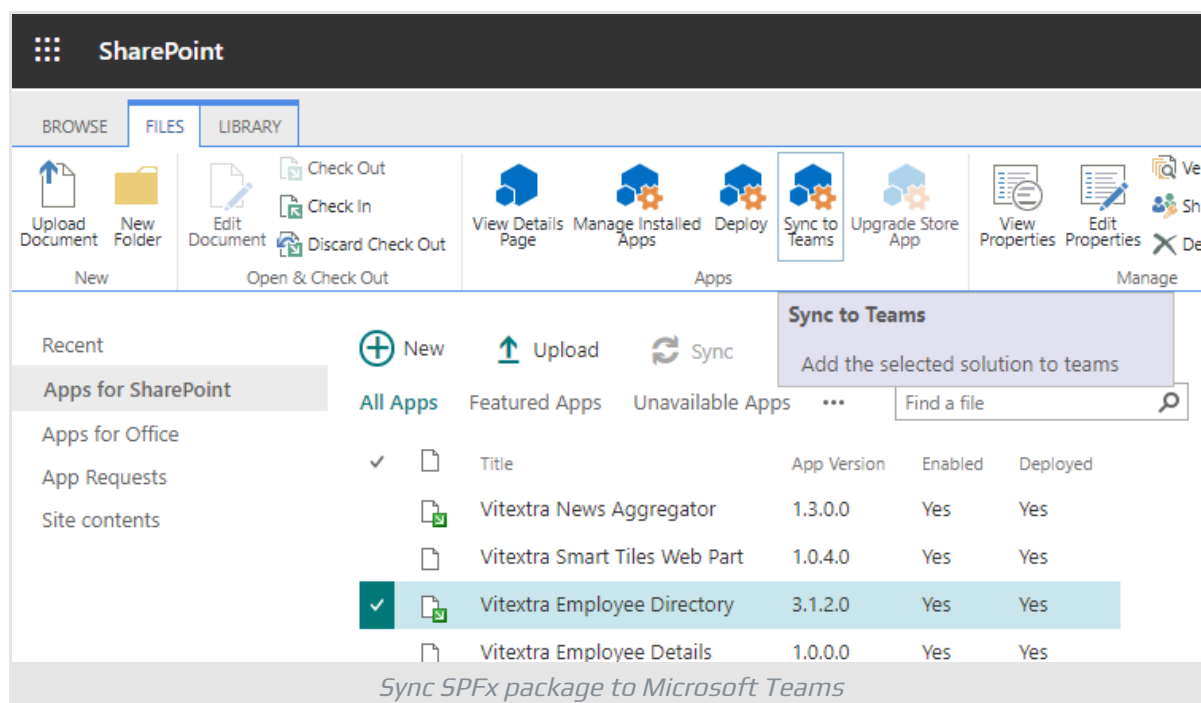 SharePoint
BROWSE FILES LIBRARY
Upload Document
New Folder
New
Edit Document
Check Out
Check In
Discard Check Out
Open & Check Out
View Details Page
Manage Installed Apps
Deploy
Sync to Teams
Upgrade Store App
Apps
View Properties
Edit Properties
Ve
Sh
De
Manage
Sync to Teams
Add the selected solution to teams
Recent
Apps for SharePoint
Apps for Office
App Requests
Site contents
New Upload Sync
All Apps Featured Apps Unavailable Apps ••• Find a file
Title App Version Enabled Deployed
Vitextra News Aggregator 1.3.0.0 Yes Yes
Vitextra Smart Tiles Web Part 1.0.4.0 Yes Yes
Vitextra Employee Directory 3.1.2.0 Yes Yes
Vitextra Employee Details 1.0.0.0 Yes Yes
Sync SPFx package to Microsoft Teams